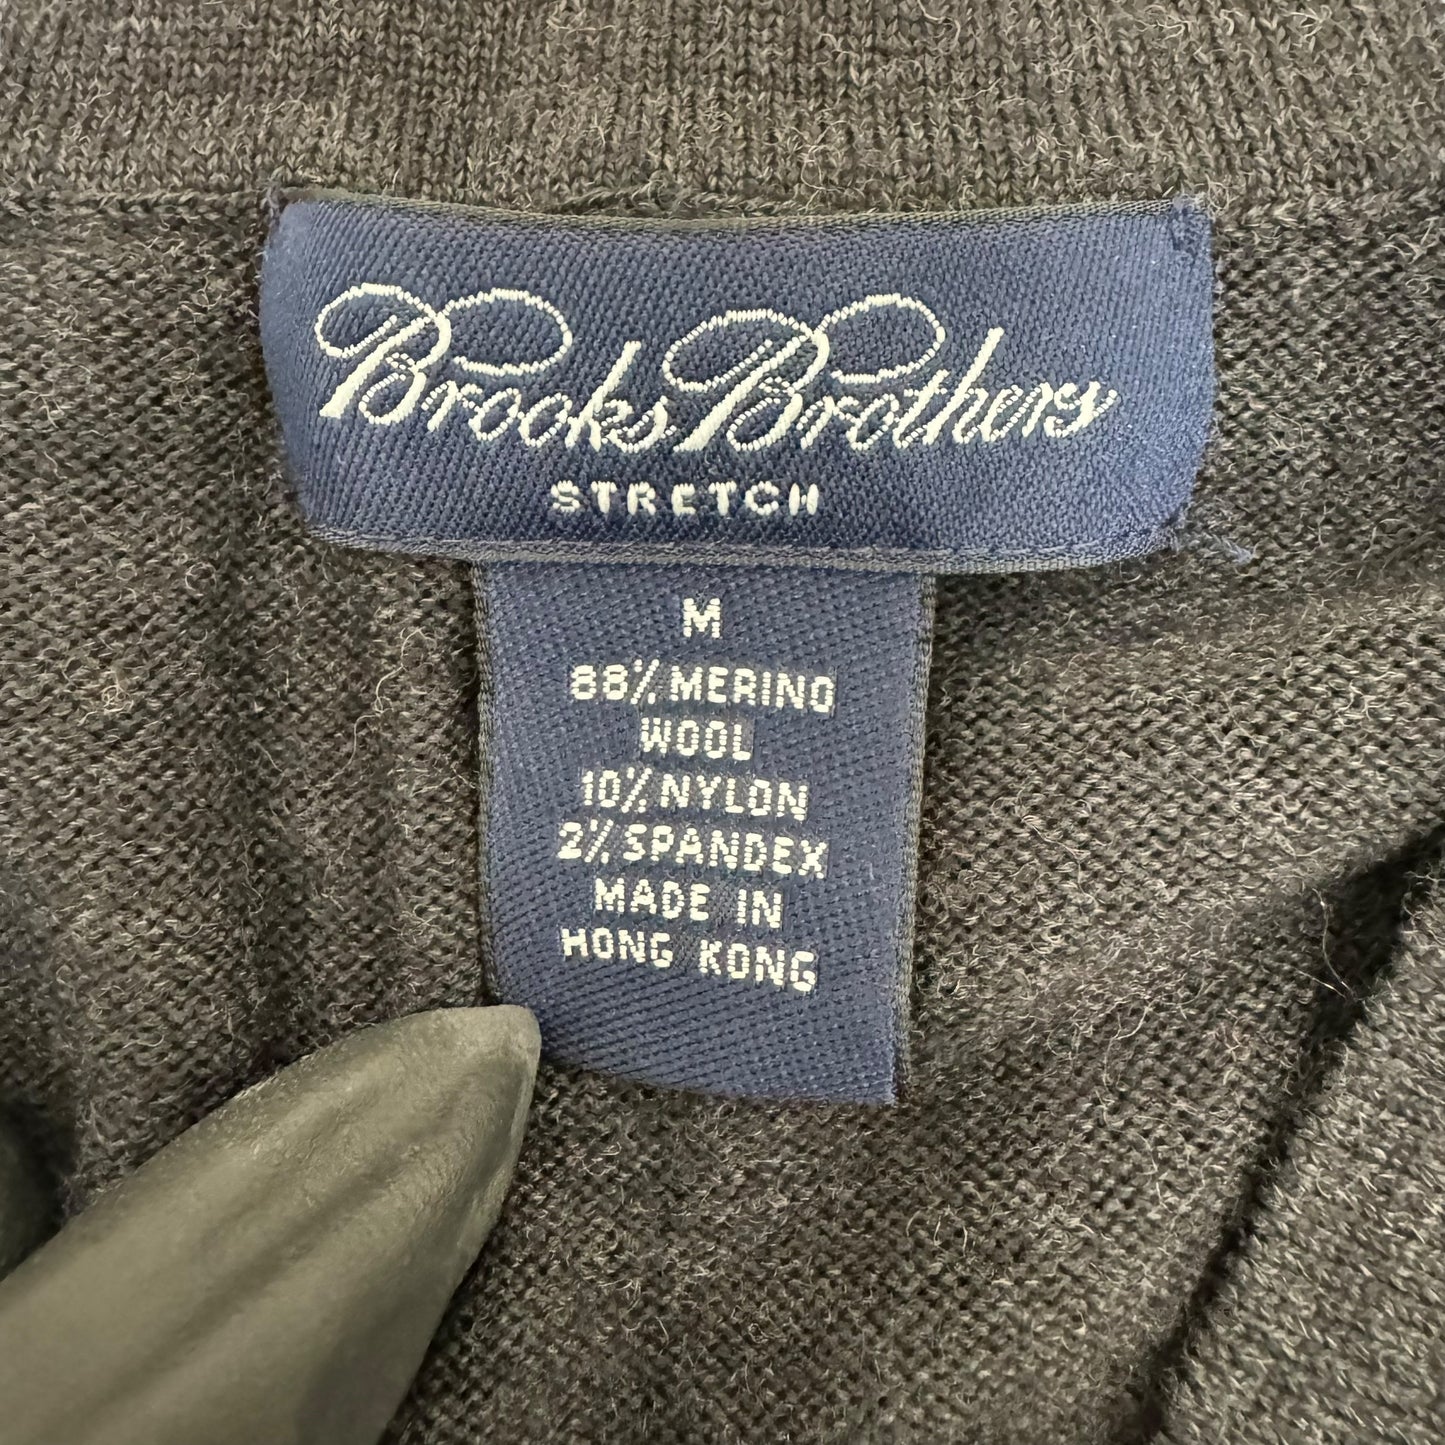 Brooks Brothers
STRETCH
M
88% MERINO
WOOL
10% NYLON
2% SPANDEX
MADE IN
HONG KONG